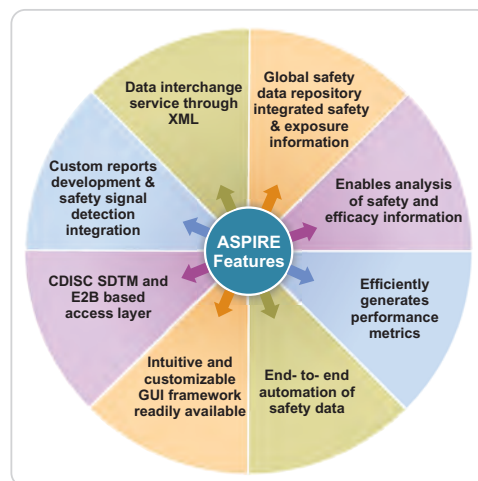 Data interchange
service through
XML
Global safety
data repository
integrated safety
& exposure
information
Custom reports
development &
safety signal
detection
integration
Enables analysis
of safety and
efficacy information
ASPIRE
Features
CDISC SDTM and
E2B based
access layer
Efficiently
generates
performance
metrics
Intuitive and
customizable
GUI framework
readily available
End- to- end
automation of
safety data